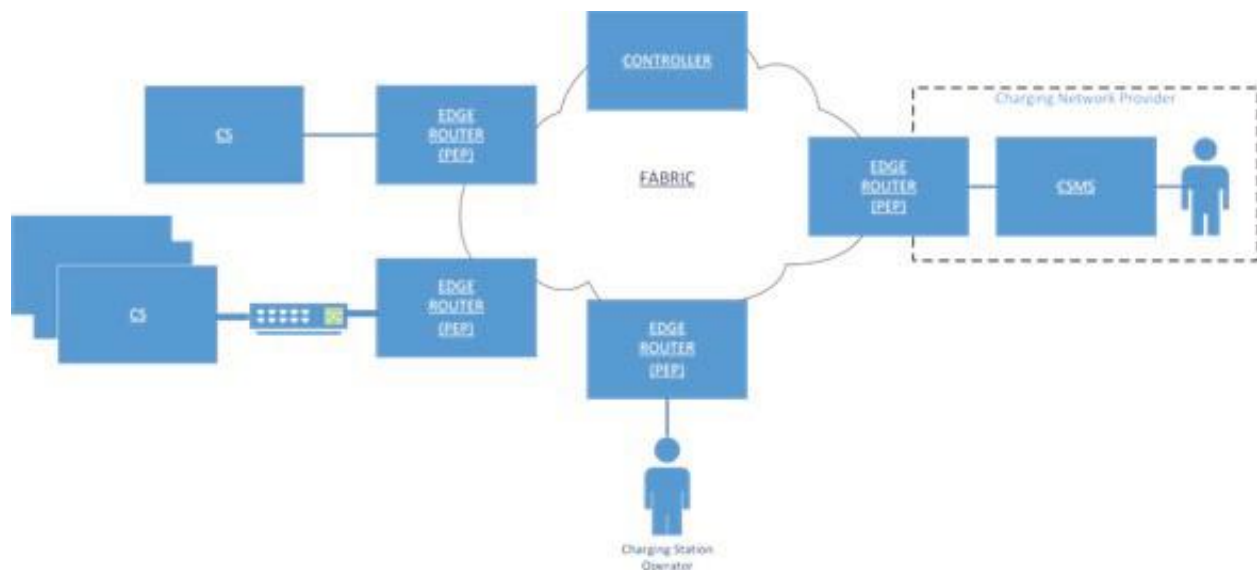 CONTROLLER
CS
EDGE
ROUTER
(PEP)
Charging Network Provider
FABRIC
EDGE
ROUTER
(PEP)
CSMS
CS
EDGE
ROUTER
(PEP)
EDGE
ROUTER
(PEP)
Charging Station
Operator